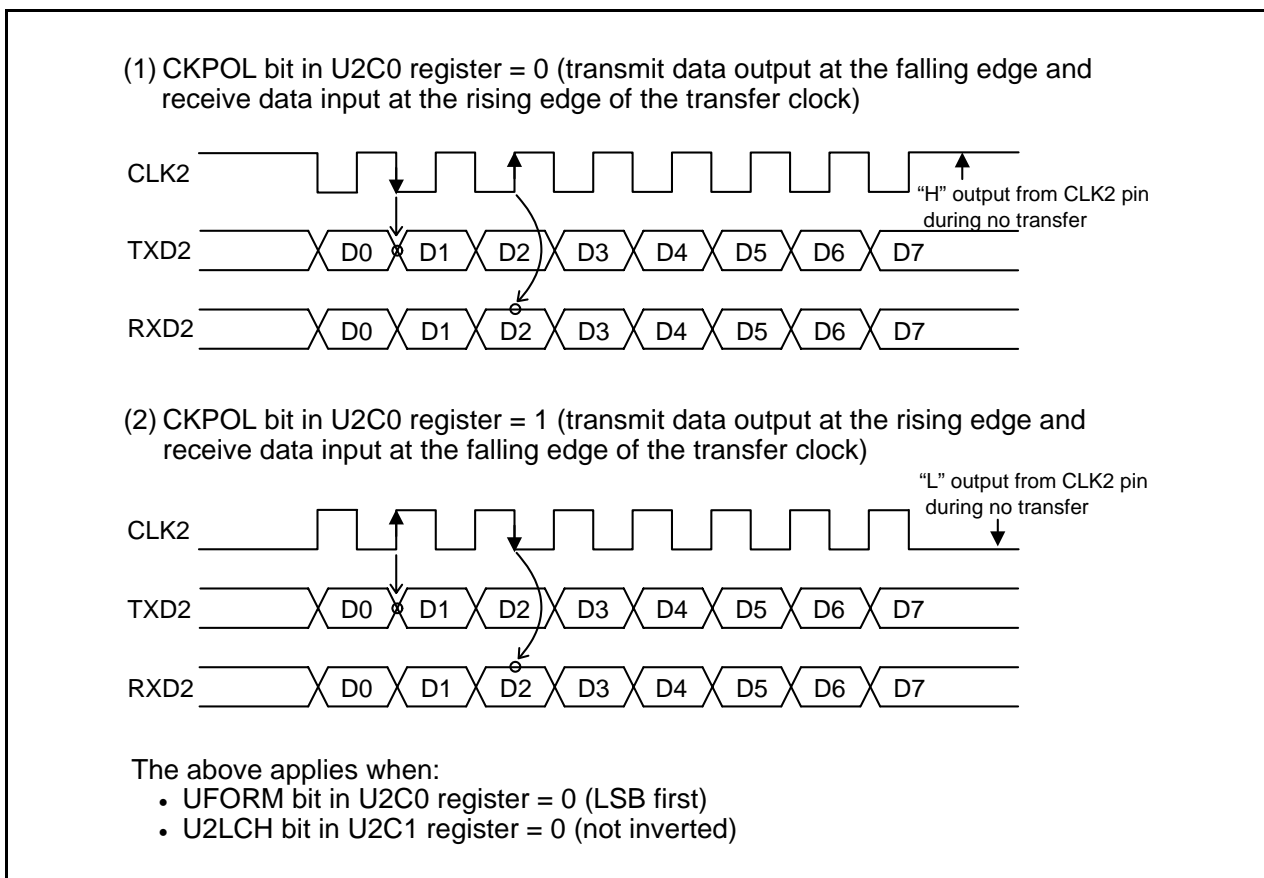 (1) CKPOL bit in U2C0 register = 0 (transmit data output at the falling edge and
receive data input at the rising edge of the transfer clock)
CLK2
“H” output from CLK2 pin
during no transfer
TXD2
D0 D1 D2 D3 D4 D5 D6 D7
RXD2
D0 D1 D2 D3 D4 D5 D6 D7
(2) CKPOL bit in U2C0 register = 1 (transmit data output at the rising edge and
receive data input at the falling edge of the transfer clock)
“L” output from CLK2 pin
during no transfer
CLK2
TXD2
D0 D1 D2 D3 D4 D5 D6 D7
RXD2
D0 D1 D2 D3 D4 D5 D6 D7
The above applies when:
• UFORM bit in U2C0 register = 0 (LSB first)
• U2LCH bit in U2C1 register = 0 (not inverted)